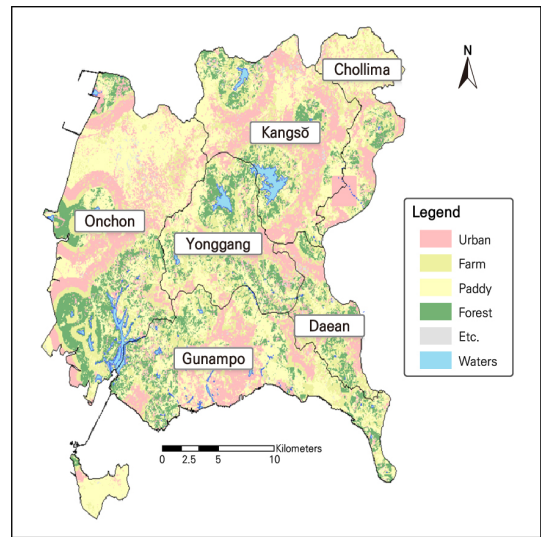 N
Chollima
Kangsŏ
Onchon
Yonggang
Daean
Gunampo
Legend
Urban
Farm
Paddy
Forest
Etc.
Waters
Kilometers
0 2.5 5 10